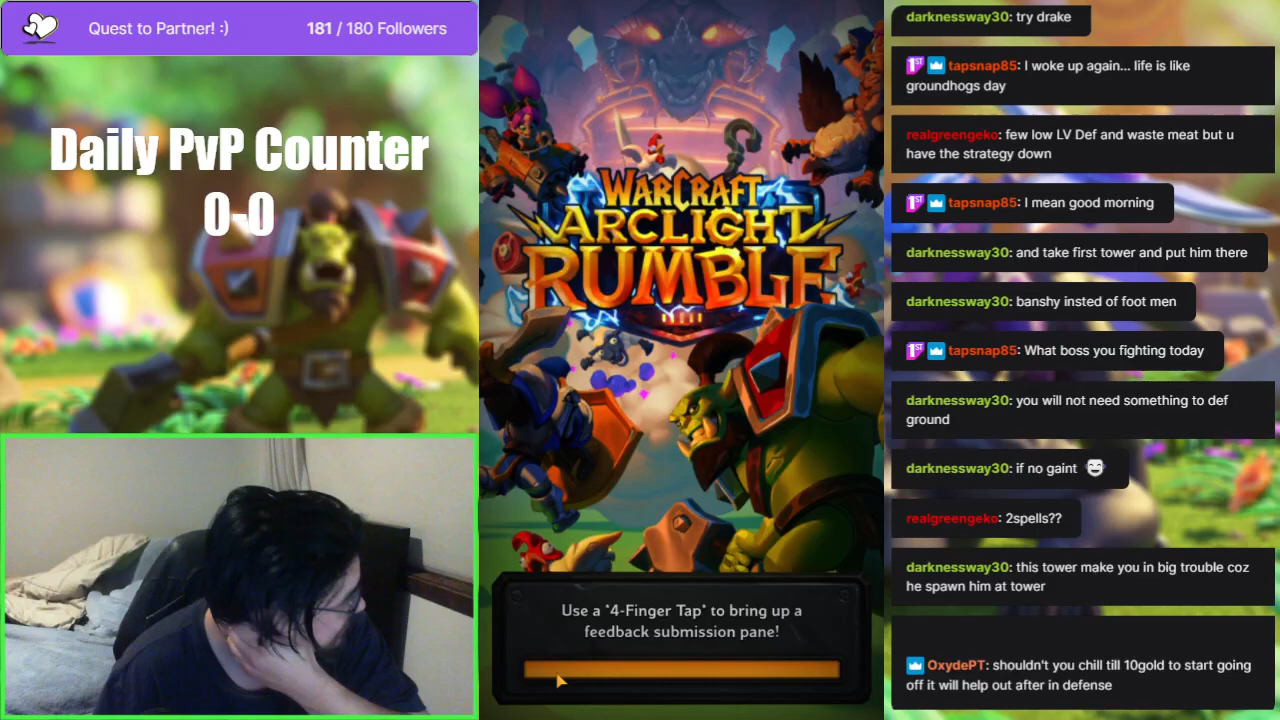 Quest to Partner! :)
181 / 180 Followers
Daily PvP Counter
0-0
WARCRAFT
ARCLIGHT
RUMBLE
Use a "4-Finger Tap" to bring up a
feedback submission pane!
darknessway30: try drake
1ST tapsnap85: I woke up again... life is like
groundhogs day
realgreengeko: few low LV Def and waste meat but u
have the strategy down
1ST tapsnap85: I mean good morning
darknessway30: and take first tower and put him there
darknessway30: banshy insted of foot men
1ST tapsnap85: What boss you fighting today
darknessway30: you will not need something to def
ground
darknessway30: if no gaint
realgreengeko: 2spells??
darknessway30: this tower make you in big trouble coz
he spawn him at tower
OxydePT: shouldn't you chill till 10gold to start going
off it will help out after in defense